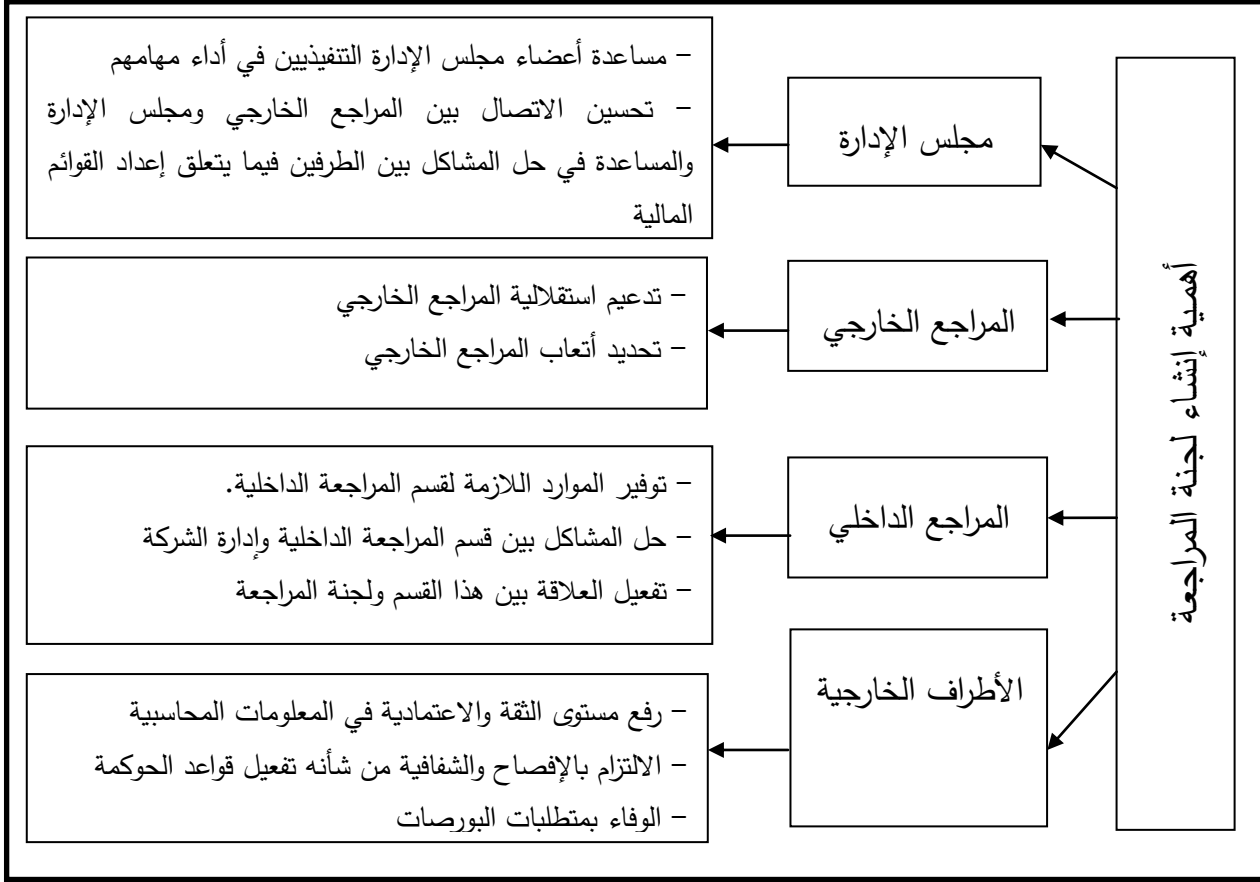 أهمية إنشاء لجنة المراجعة
مجلس الإدارة
– مساعدة أعضاء مجلس الإدارة التنفيذيين في أداء مهامهم
– تحسين الاتصال بين المراجع الخارجي ومجلس الإدارة
والمساعدة في حل المشاكل بين الطرفين فيما يتعلق إعداد القوائم
المالية
المراجع الخارجي
– تدعيم استقلالية المراجع الخارجي
– تحديد أتعاب المراجع الخارجي
المراجع الداخلي
– توفير الموارد اللازمة لقسم المراجعة الداخلية.
– حل المشاكل بين قسم المراجعة الداخلية وإدارة الشركة
– تفعيل العلاقة بين هذا القسم ولجنة المراجعة
الأطراف الخارجية
– رفع مستوى الثقة والاعتمادية في المعلومات المحاسبية
– الالتزام بالإفصاح والشفافية من شأنه تفعيل قواعد الحوكمة
– الوفاء بمتطلبات البورصات